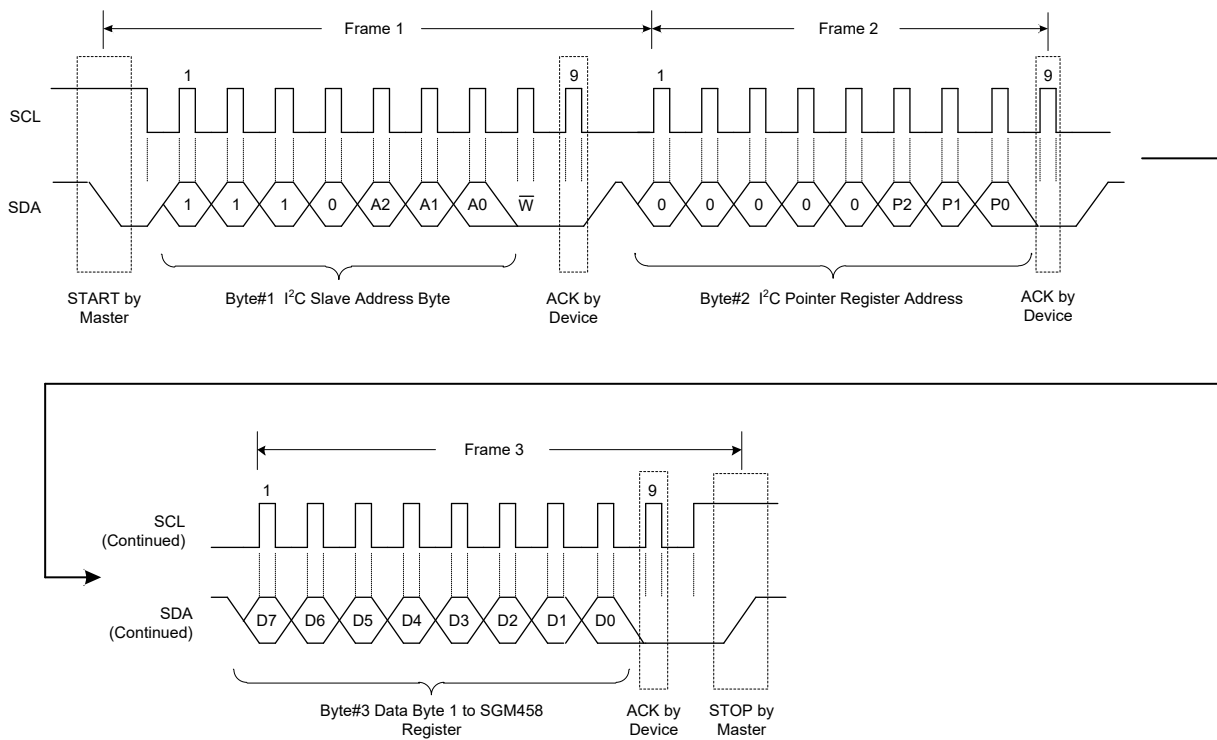 Frame 1
Frame 2
1
9
1
9
SCL
SDA
1
1
1
0
A2
A1
A0
W̅
0
0
0
0
0
P2
P1
P0
START by
Master
Byte#1 I²C Slave Address Byte
ACK by
Device
Byte#2 I²C Pointer Register Address
ACK by
Device
Frame 3
1
9
SCL
(Continued)
SDA
(Continued)
D7
D6
D5
D4
D3
D2
D1
D0
Byte#3 Data Byte 1 to SGM458
Register
ACK by
Device
STOP by
Master